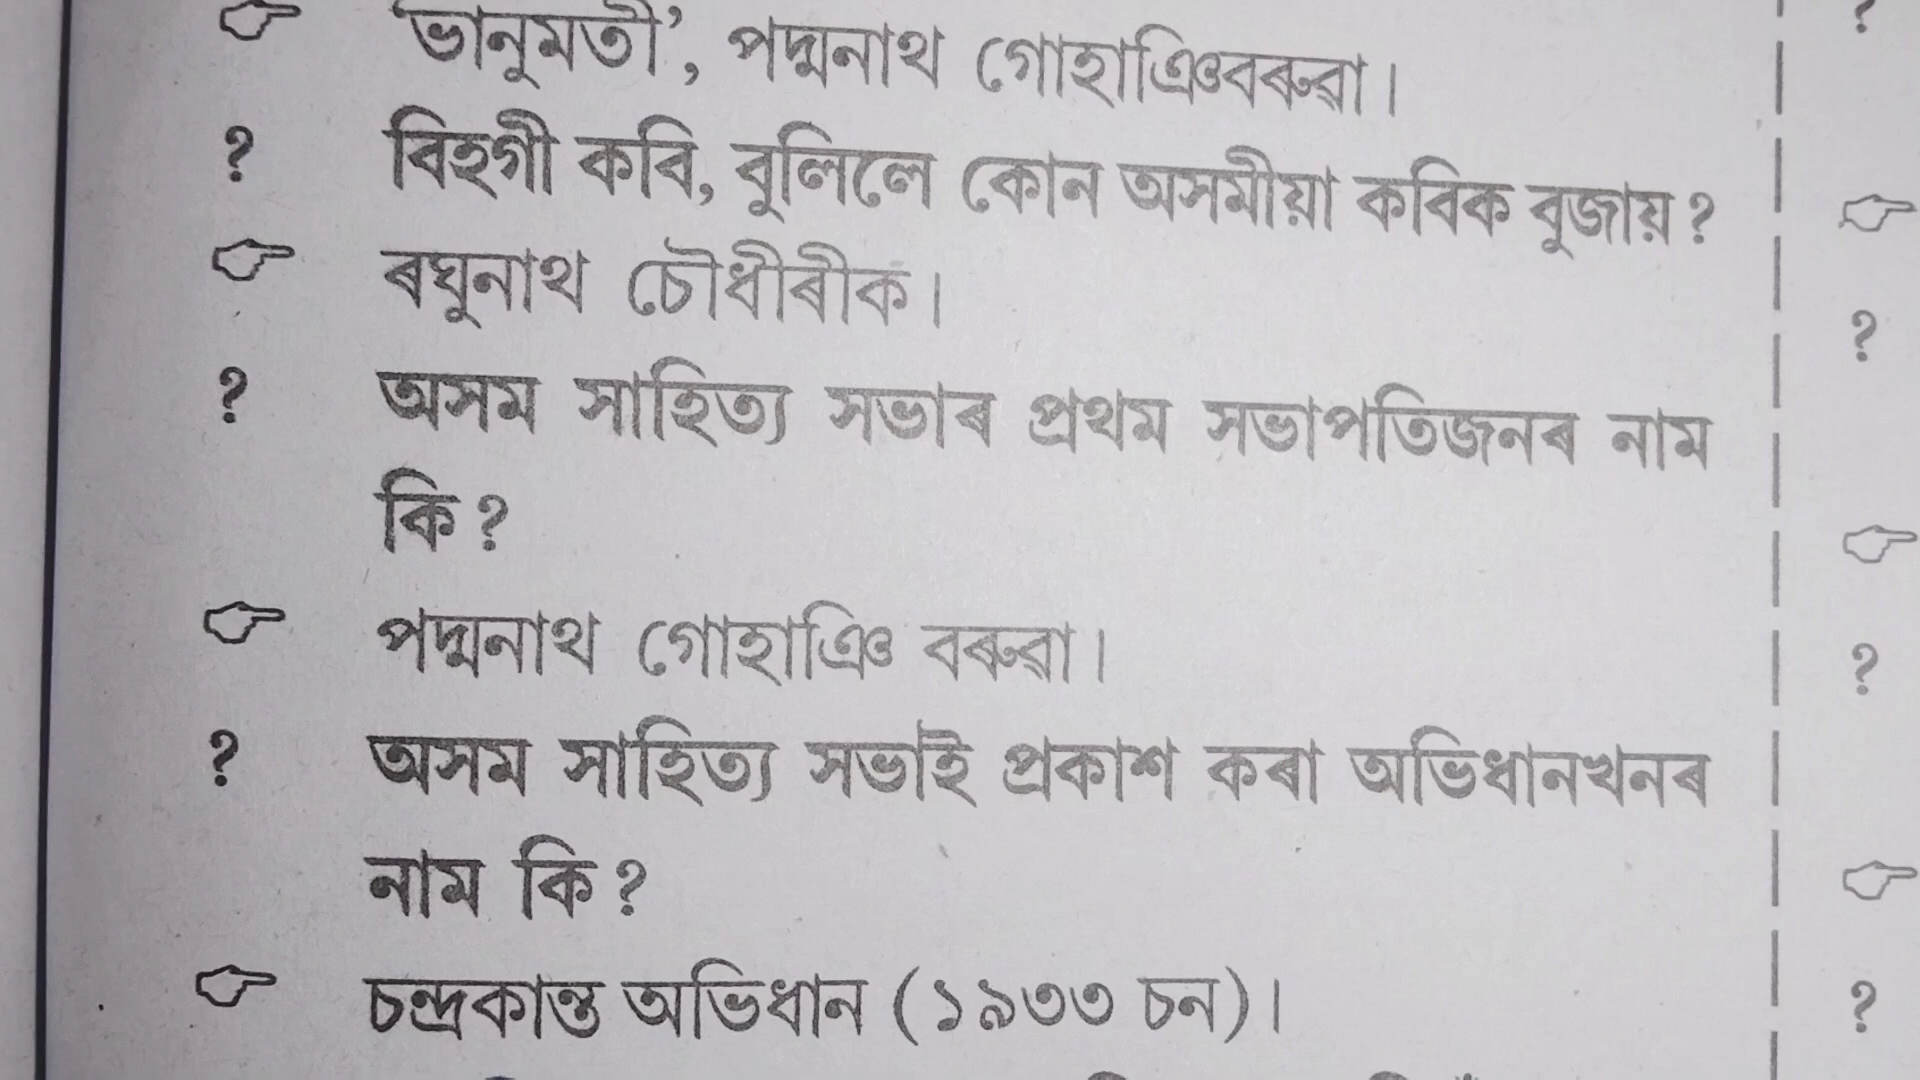 ☞ ‘ভানুমতী’, পদ্মনাথ গোহাঞিবৰুৱা।
? বিহগী কবি, বুলিলে কোন অসমীয়া কবিক বুজায়?
☞ ৰঘুনাথ চৌধীৰীক।
? অসম সাহিত্য সভাৰ প্ৰথম সভাপতিজনৰ নাম
কি?
☞ পদ্মনাথ গোহাঞি বৰুৱা।
? অসম সাহিত্য সভাই প্ৰকাশ কৰা অভিধানখনৰ
নাম কি?
☞ চন্দ্ৰকান্ত অভিধান (১৯৩৩ চন)।
?
☞
?
☞
?
☞
?